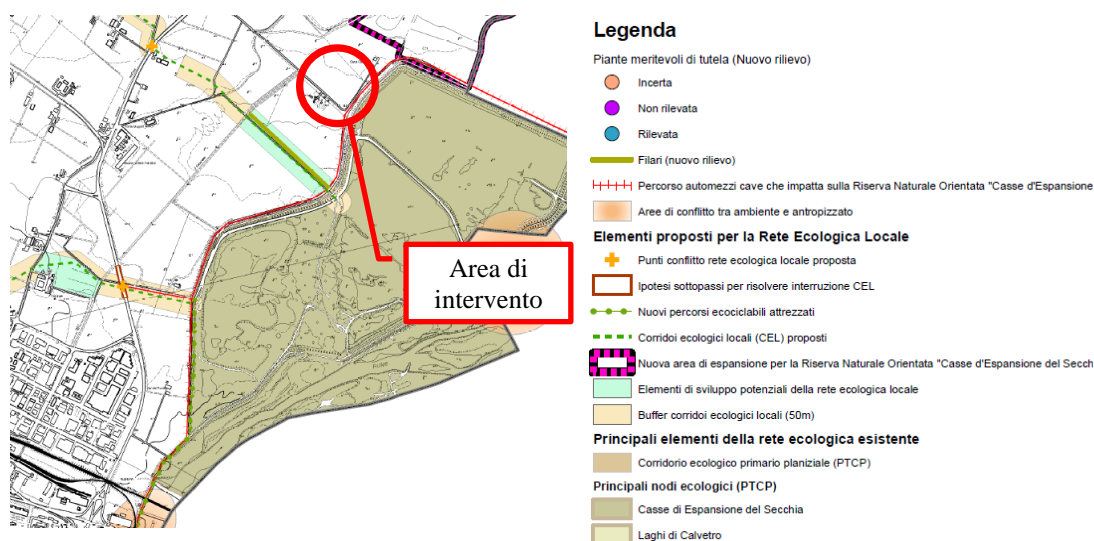 Area di
intervento
Legenda
Piante meritevoli di tutela (Nuovo rilievo)
Incerta
Non rilevata
Rilevata
Filari (nuovo rilievo)
Percorso automezzi cave che impatta sulla Riserva Naturale Orientata "Casse d'Espansione
Aree di conflitto tra ambiente e antropizzato
Elementi proposti per la Rete Ecologica Locale
Punti conflitto rete ecologica locale proposta
Ipotesi sottopassi per risolvere interruzione CEL
Nuovi percorsi ecociclabili attrezzati
Corridoi ecologici locali (CEL) proposti
Nuova area di espansione per la Riserva Naturale Orientata "Casse d'Espansione del Secch
Elementi di sviluppo potenziali della rete ecologica locale
Buffer corridoi ecologici locali (50m)
Principali elementi della rete ecologica esistente
Corridorio ecologico primario planiziale (PTCP)
Principali nodi ecologici (PTCP)
Casse di Espansione del Secchia
Laghi di Calvetro